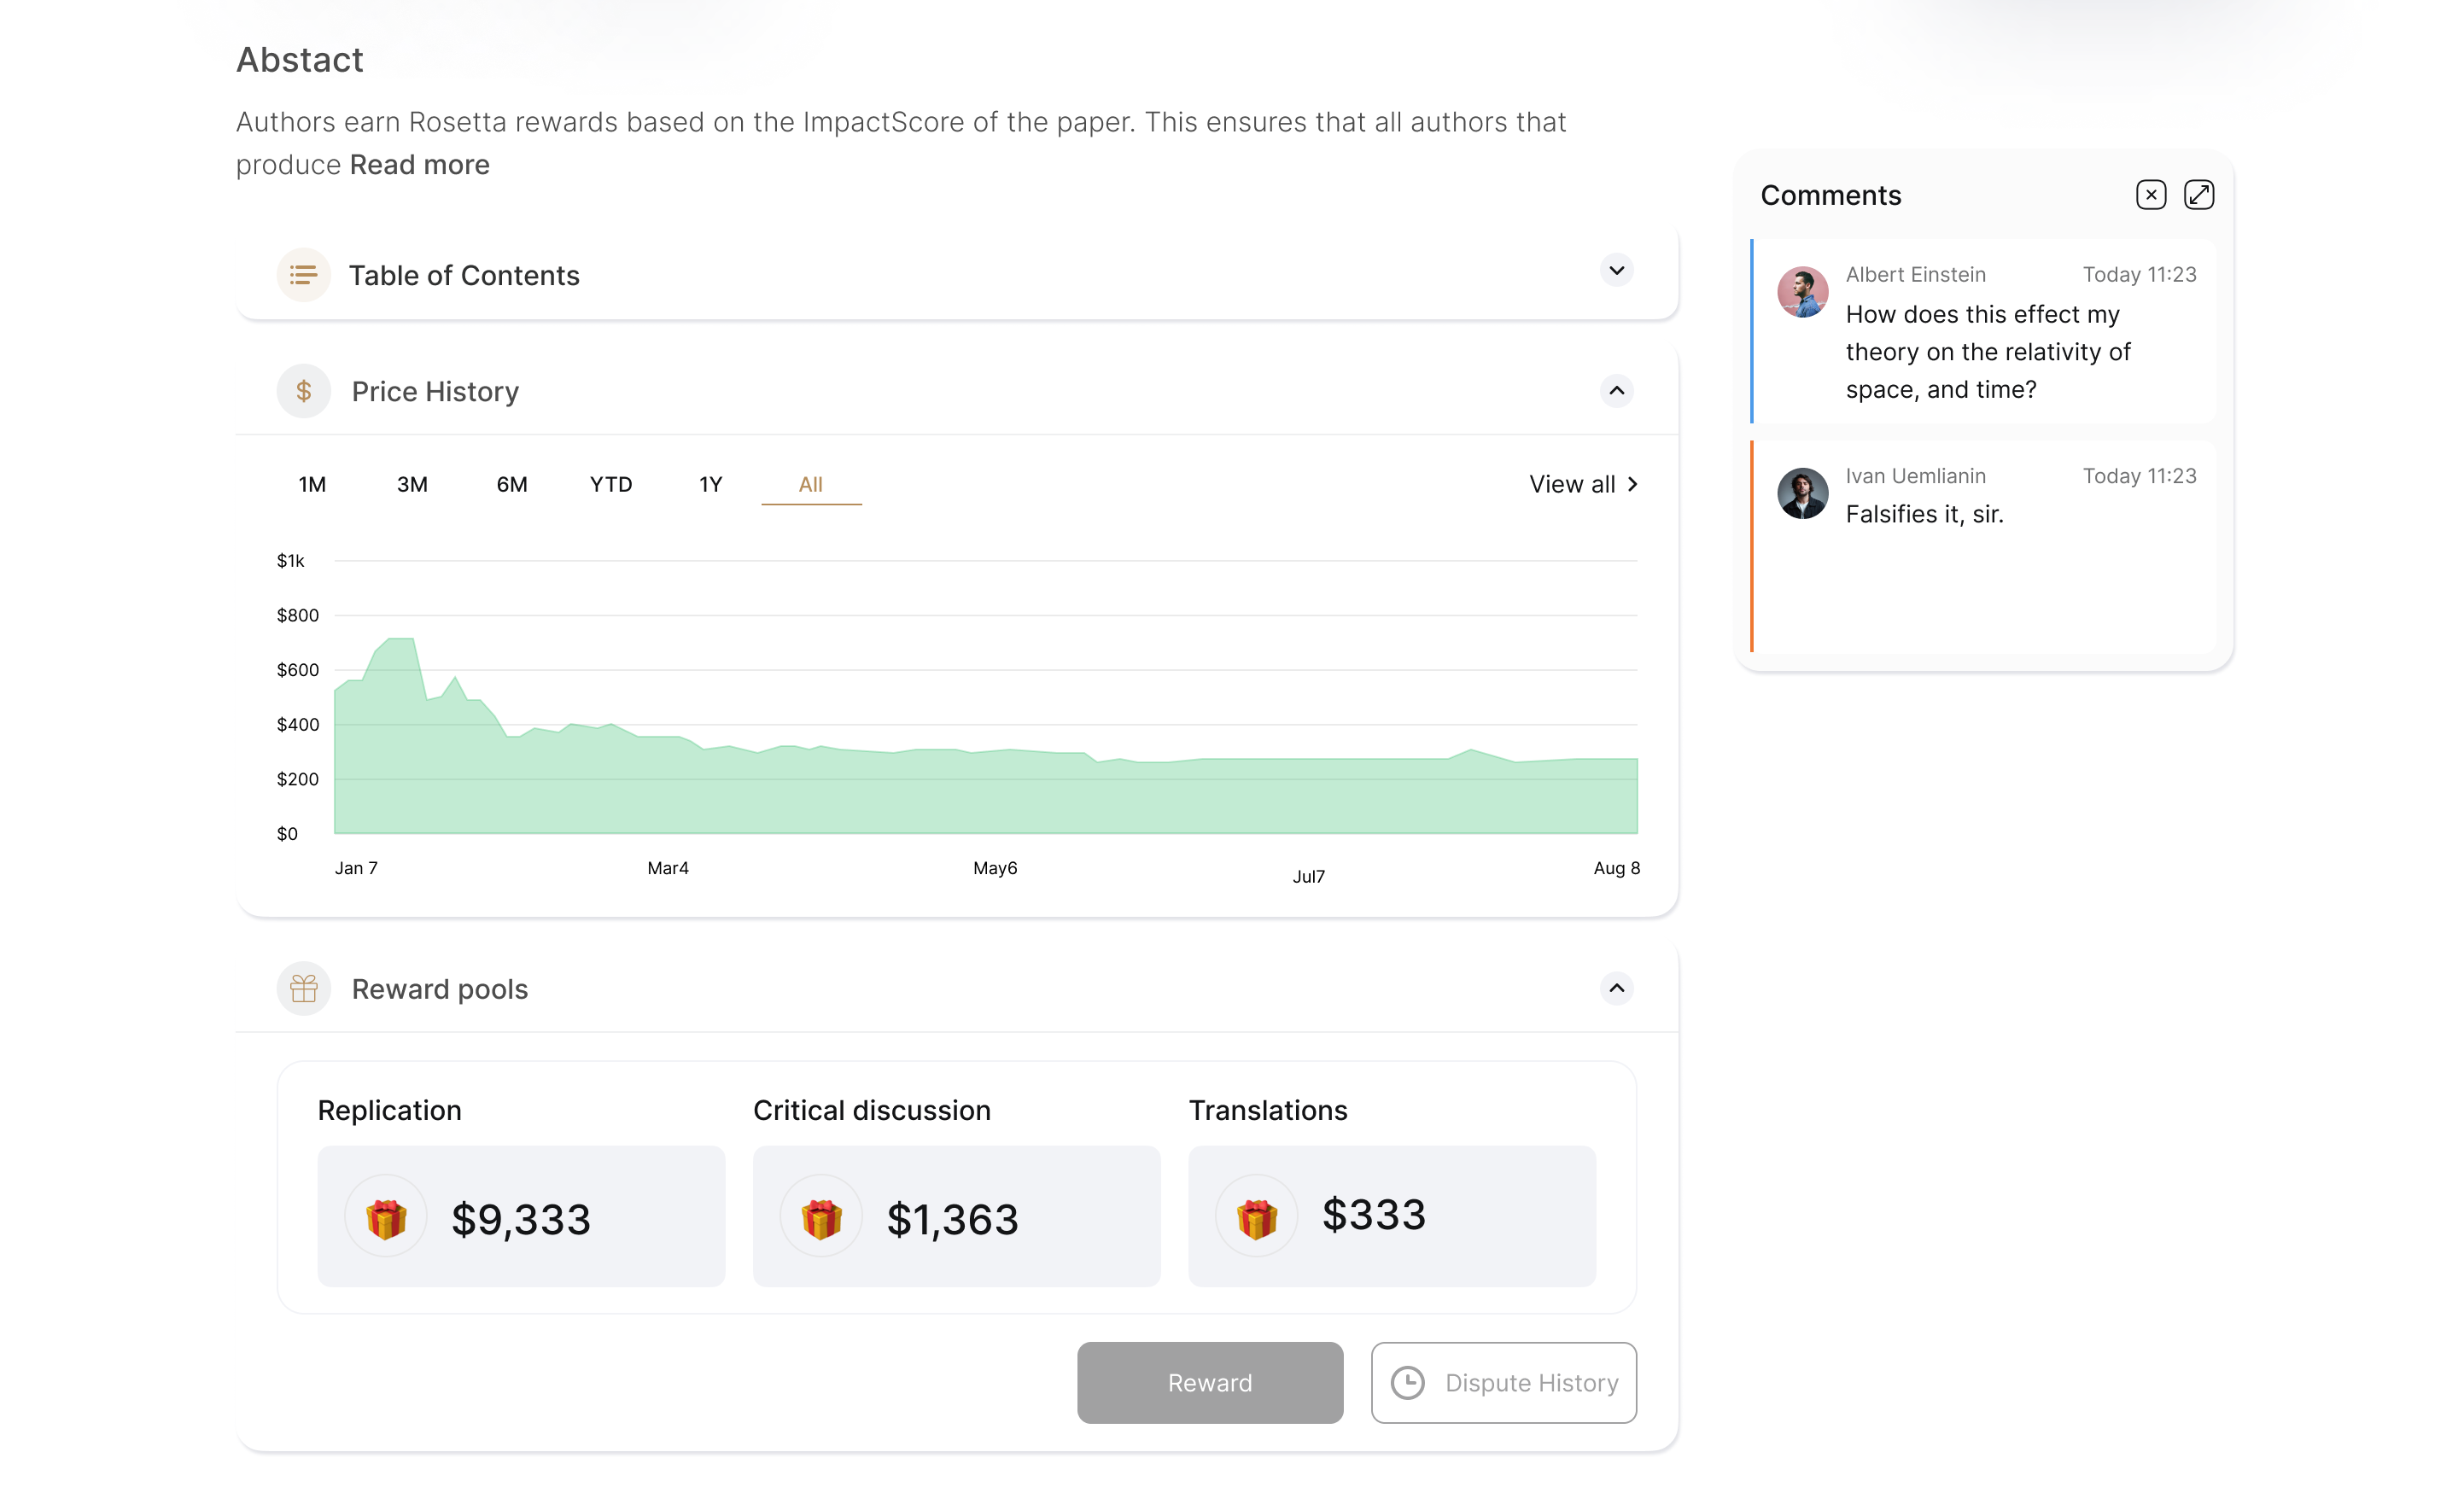 Abstact
Authors earn Rosetta rewards based on the ImpactScore of the paper. This ensures that all authors that
produce Read more
Table of Contents
$ Price History
1M 3M 6M YTD 1Y All View all
$1k
$800
$600
$400
$200
$0
Jan 7 Mar4 May6 Jul7 Aug 8
Reward pools
Replication Critical discussion Translations
$9,333 $1,363 $333
Reward Dispute History
Comments
Albert Einstein Today 11:23
How does this effect my
theory on the relativity of
space, and time?
Ivan Uemlianin Today 11:23
Falsifies it, sir.